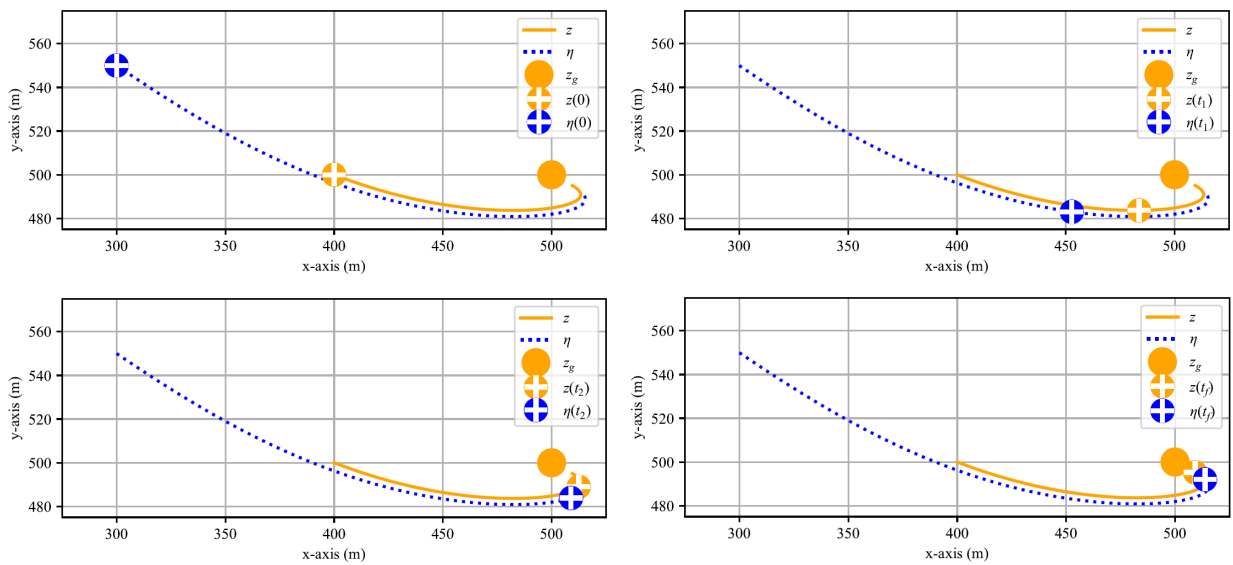 560
540
520
500
480
y-axis (m)
300
350
400
450
500
x-axis (m)
z
η
z_g
z(0)
η(0)
560
540
520
500
480
y-axis (m)
300
350
400
450
500
x-axis (m)
z
η
z_g
z(t_1)
η(t_1)
560
540
520
500
480
y-axis (m)
300
350
400
450
500
x-axis (m)
z
η
z_g
z(t_2)
η(t_2)
560
540
520
500
480
y-axis (m)
300
350
400
450
500
x-axis (m)
z
η
z_g
z(t_f)
η(t_f)